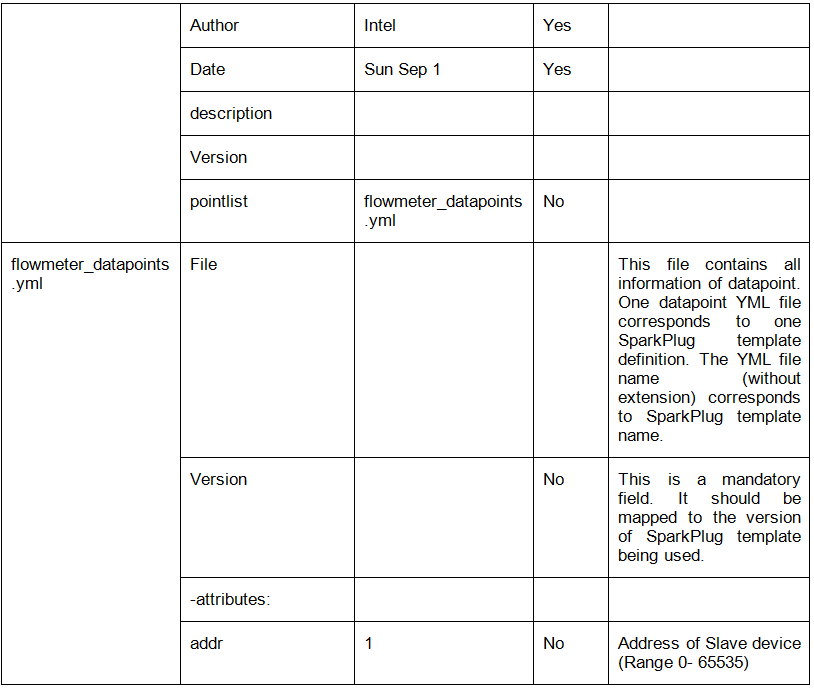 Author Intel Yes
Date Sun Sep 1 Yes
description
Version
pointlist flowmeter_datapoints No
.yml
flowmeter_datapoints File This file contains all
.yml information of datapoint.
One datapoint YML file
corresponds to one
SparkPlug template
definition. The YML file
name (without
extension) corresponds
to SparkPlug template
name.
Version No This is a mandatory
field. It should be
mapped to the version
of SparkPlug template
being used.
-attributes:
addr 1 No Address of Slave device
(Range 0- 65535)